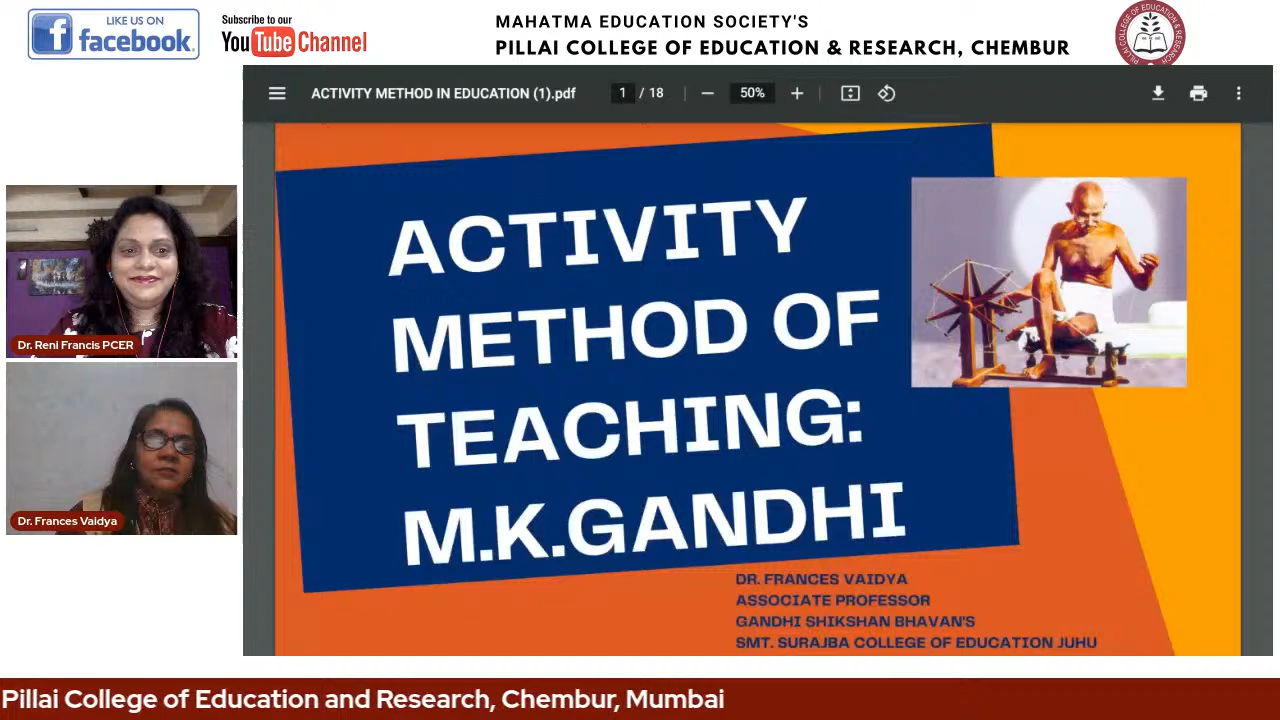 LIKE US ON
facebook.
Subscribe to our
YouTube Channel
MAHATMA EDUCATION SOCIETY'S
PILLAI COLLEGE OF EDUCATION & RESEARCH, CHEMBUR
ACTIVITY METHOD IN EDUCATION (1).pdf
1 / 18
50%
ACTIVITY
METHOD OF
TEACHING:
M.K.GANDHI
DR. FRANCES VAIDYA
ASSOCIATE PROFESSOR
GANDHI SHIKSHAN BHAVAN'S
SMT. SURAJBA COLLEGE OF EDUCATION JUHU
Dr. Reni Francis PCER
Dr. Frances Vaidya
Pillai College of Education and Research, Chembur, Mumbai